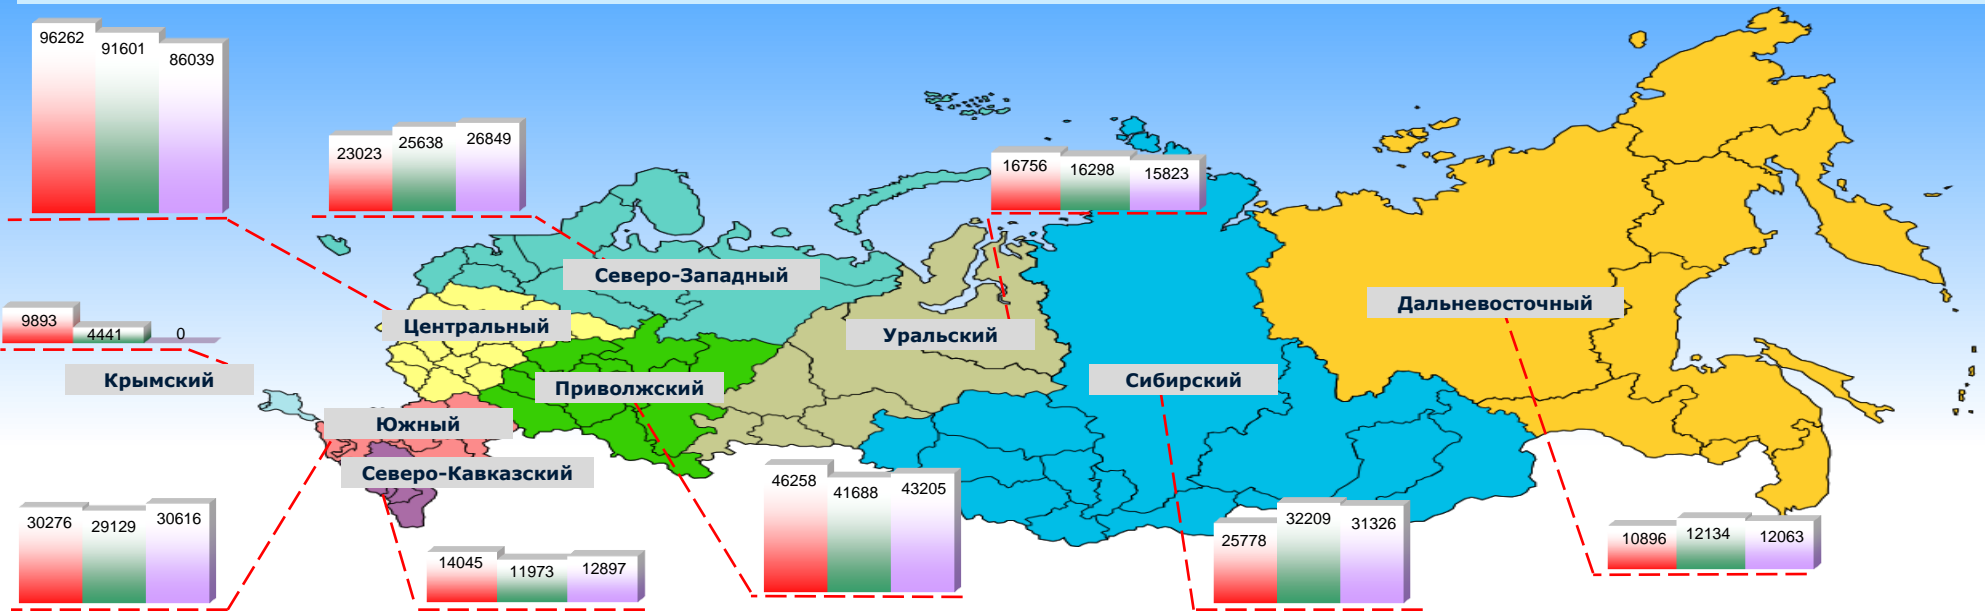 96262 91601 86039
23023 25638 26849
16756 16298 15823
Северо-Западный
Дальневосточный
Центральный
Уральский
9893 4441 0
Крымский
Приволжский
Сибирский
Южный
Северо-Кавказский
30276 29129 30616
14045 11973 12897
46258 41688 43205
25778 32209 31326
10896 12134 12063